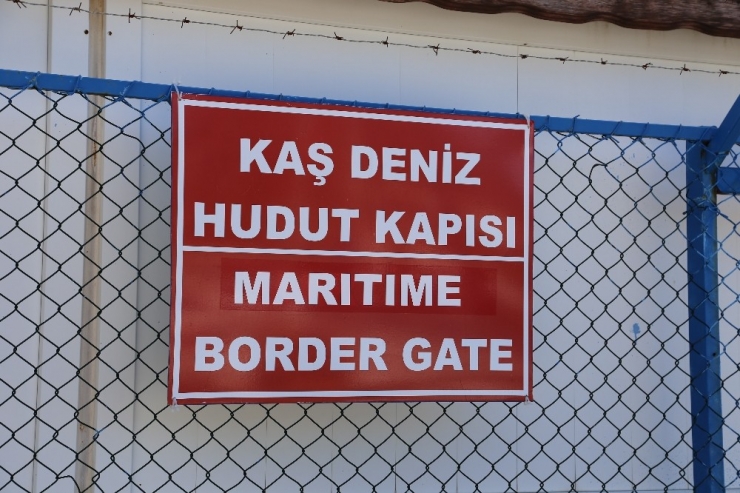 KAŞ DENİZ
HUDUT KAPISI
MARITIME
BORDER GATE